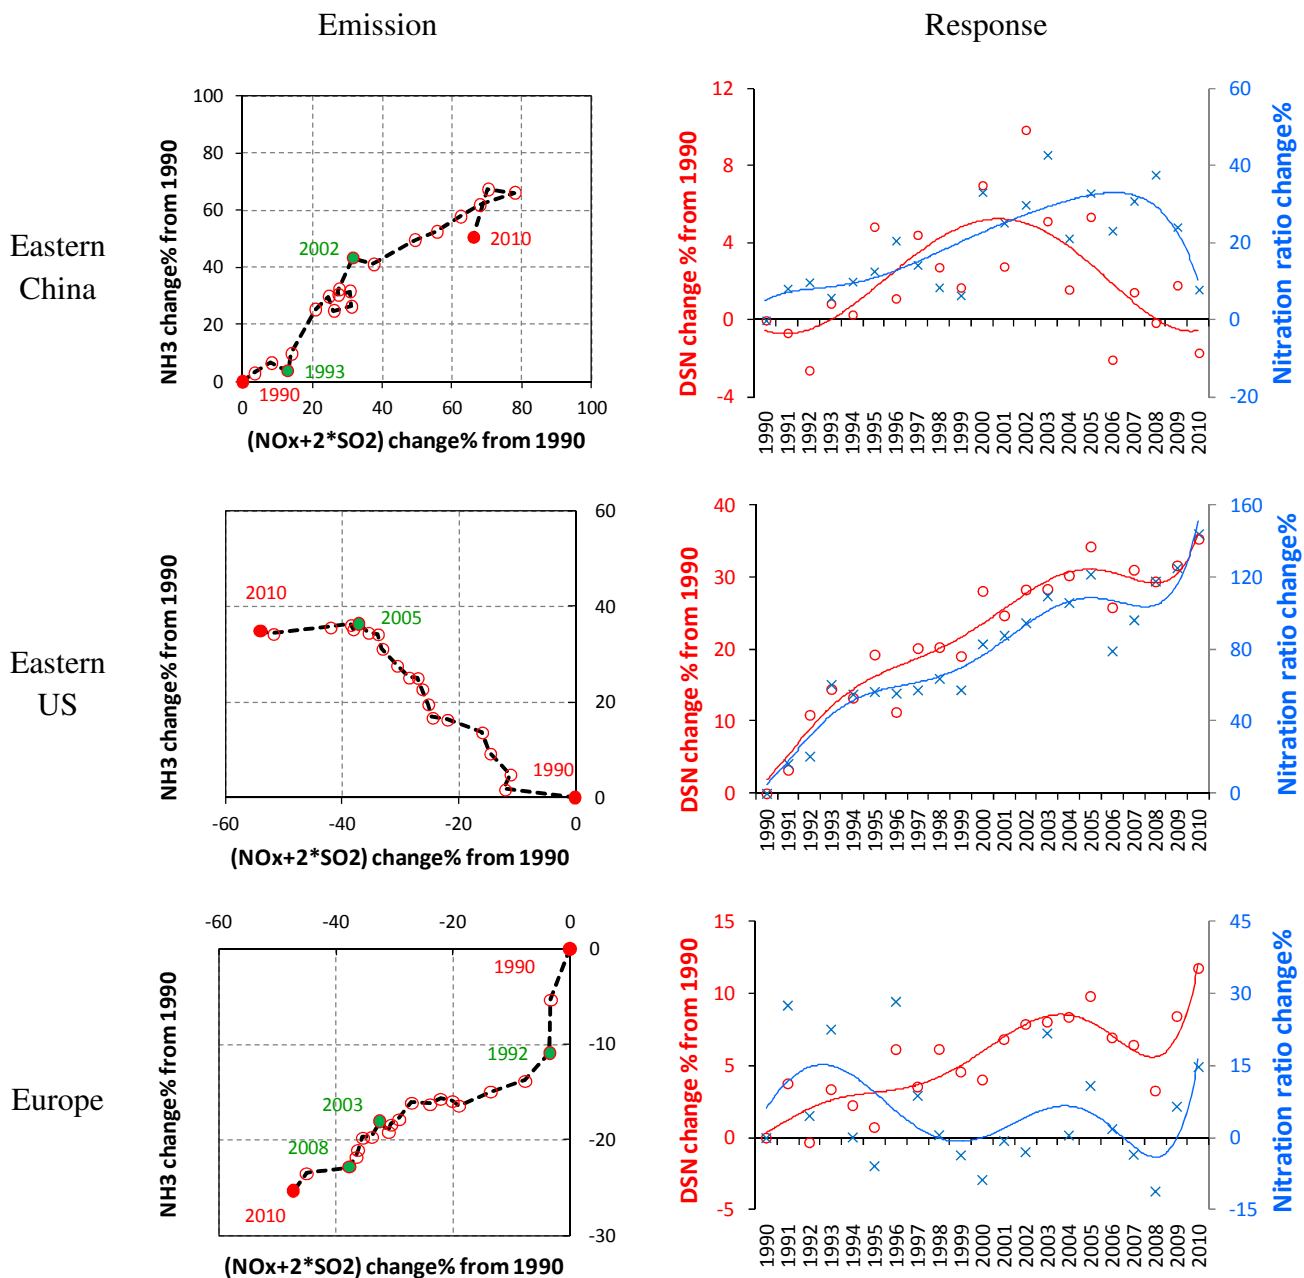 Emission
Response
Eastern
China
NH3 change% from 1990
100
80
60
40
20
0
2002
2010
1993
1990
0 20 40 60 80 100
(NOx+2*SO2) change% from 1990
DSN change % from 1990
12
8
4
0
-4
60
40
20
0
-20
Nitration ratio change%
1990 1991 1992 1993 1994 1995 1996 1997 1998 1999 2000 2001 2002 2003 2004 2005 2006 2007 2008 2009 2010
Eastern
US
NH3 change% from 1990
60
40
20
0
2010
2005
1990
-60 -40 -20 0
(NOx+2*SO2) change% from 1990
DSN change % from 1990
40
30
20
10
0
160
120
80
40
0
Nitration ratio change%
1990 1991 1992 1993 1994 1995 1996 1997 1998 1999 2000 2001 2002 2003 2004 2005 2006 2007 2008 2009 2010
Europe
-60 -40 -20 0
NH3 change% from 1990
0
-10
-20
-30
1990
1992
2003
2008
2010
(NOx+2*SO2) change% from 1990
DSN change % from 1990
15
10
5
0
-5
45
30
15
0
-15
Nitration ratio change%
1990 1991 1992 1993 1994 1995 1996 1997 1998 1999 2000 2001 2002 2003 2004 2005 2006 2007 2008 2009 2010